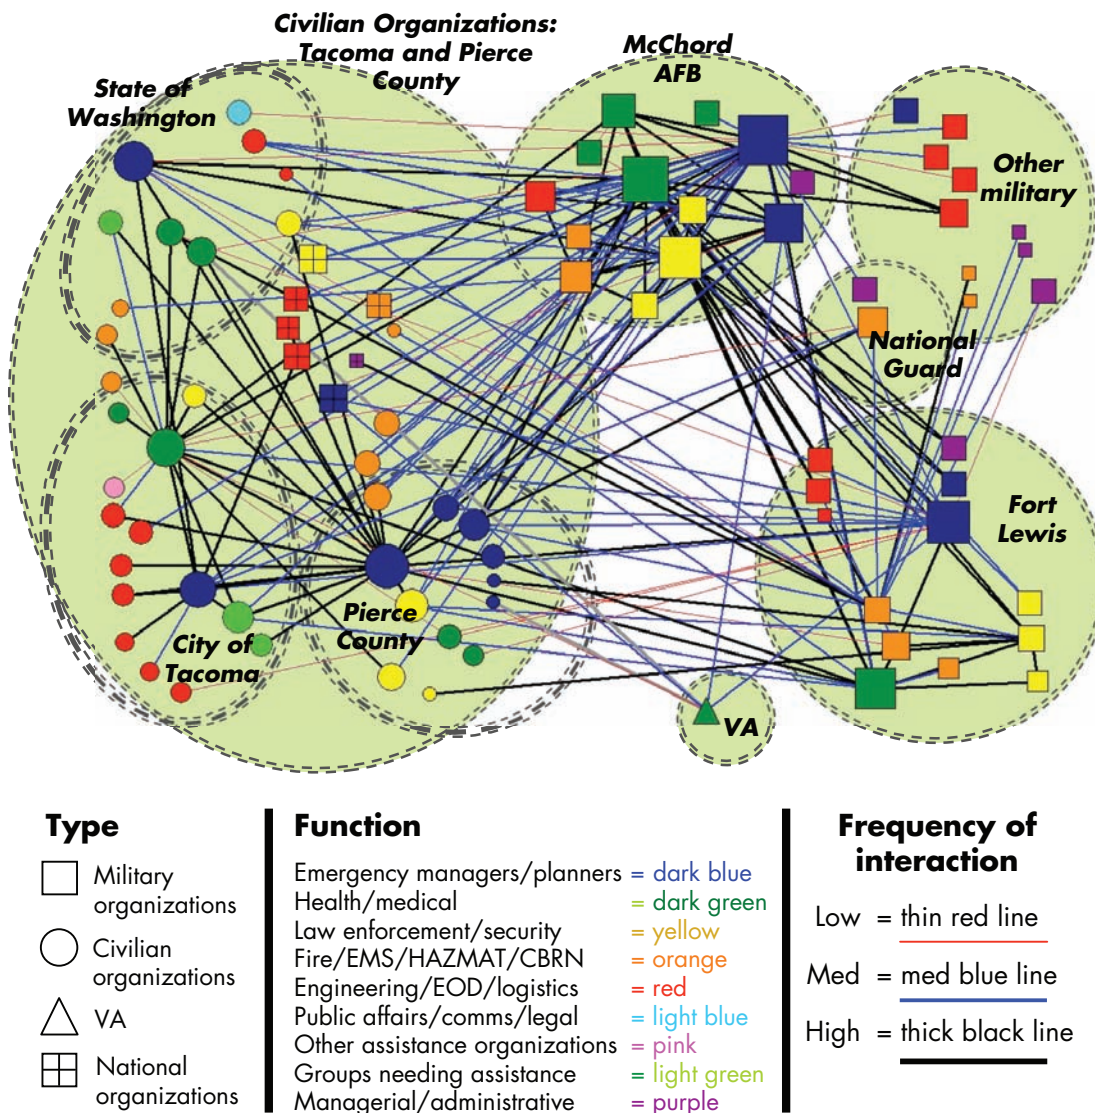 Civilian Organizations:
Tacoma and Pierce
County
McChord
AFB
State of
Washington
Other
military
National
Guard
Fort
Lewis
Pierce
County
City of
Tacoma
VA
Type
Military
organizations
Civilian
organizations
VA
National
organizations
Function
Emergency managers/planners = dark blue
Health/medical = dark green
Law enforcement/security = yellow
Fire/EMS/HAZMAT/CBRN = orange
Engineering/EOD/logistics = red
Public affairs/comms/legal = light blue
Other assistance organizations = pink
Groups needing assistance = light green
Managerial/administrative = purple
Frequency of
interaction
Low = thin red line
Med = med blue line
High = thick black line